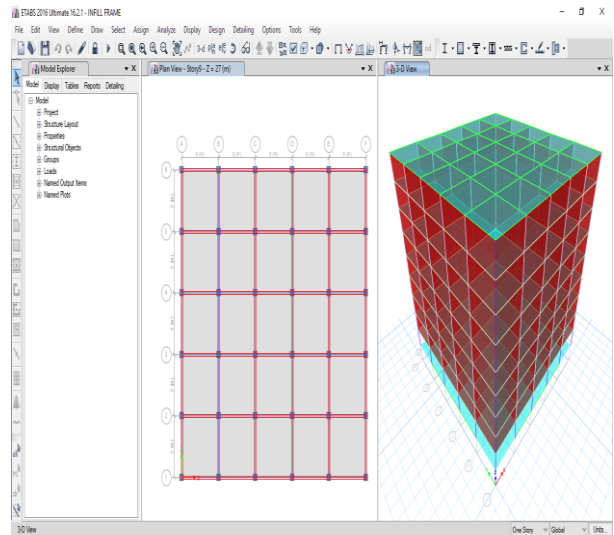 ETABS 2016 Ultimate 16.2.1 - INFILL FRAME
File Edit View Define Draw Select Assign Analyze Display Design Detailing Options Tools Help
3-d
nd
Model Explorer
Model Display Tables Reports Detailing
Model
Project
Structure Layout
Properties
Structural Objects
Groups
Loads
Named Output Items
Named Plots
Plan View - Story9 - Z = 27 (m)
A B C D E F
4
3
2
1
3-D View
3-D View
One Story Global Units...